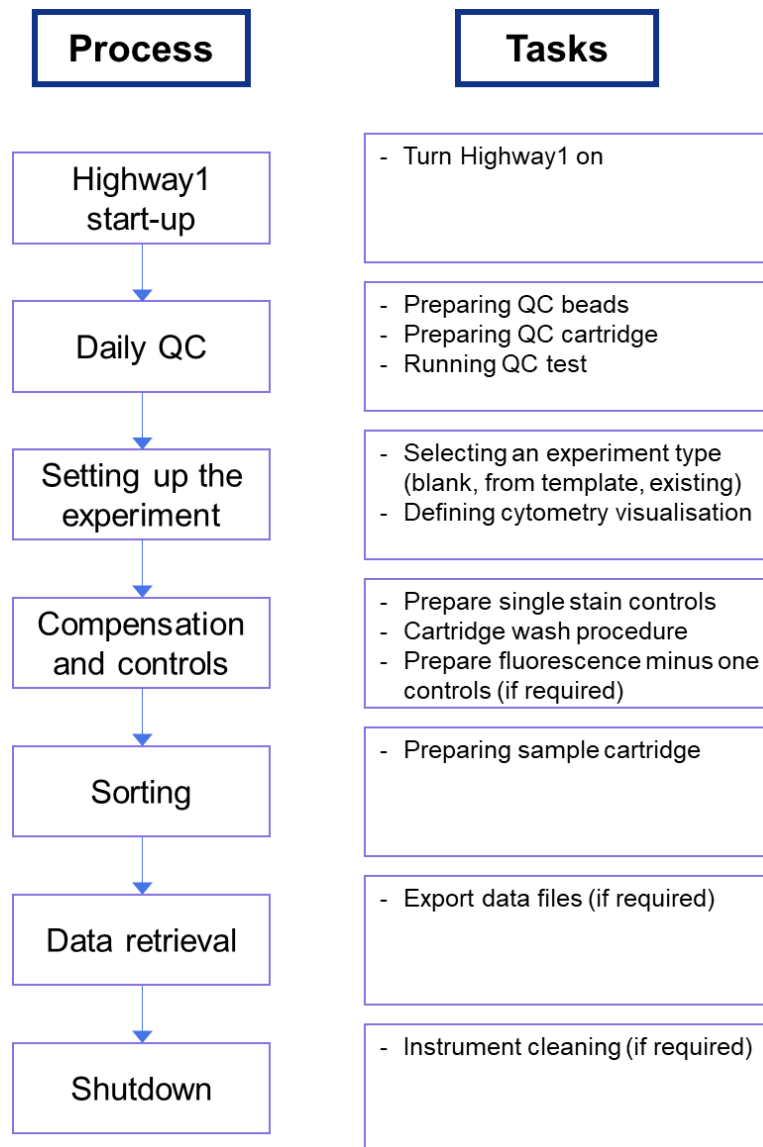 Process
Tasks
Highway1
start-up
- Turn Highway1 on
Daily QC
- Preparing QC beads
- Preparing QC cartridge
- Running QC test
Setting up the
experiment
- Selecting an experiment type
(blank, from template, existing)
- Defining cytometry visualisation
Compensation
and controls
- Prepare single stain controls
- Cartridge wash procedure
- Prepare fluorescence minus one
controls (if required)
Sorting
- Preparing sample cartridge
Data retrieval
- Export data files (if required)
Shutdown
- Instrument cleaning (if required)